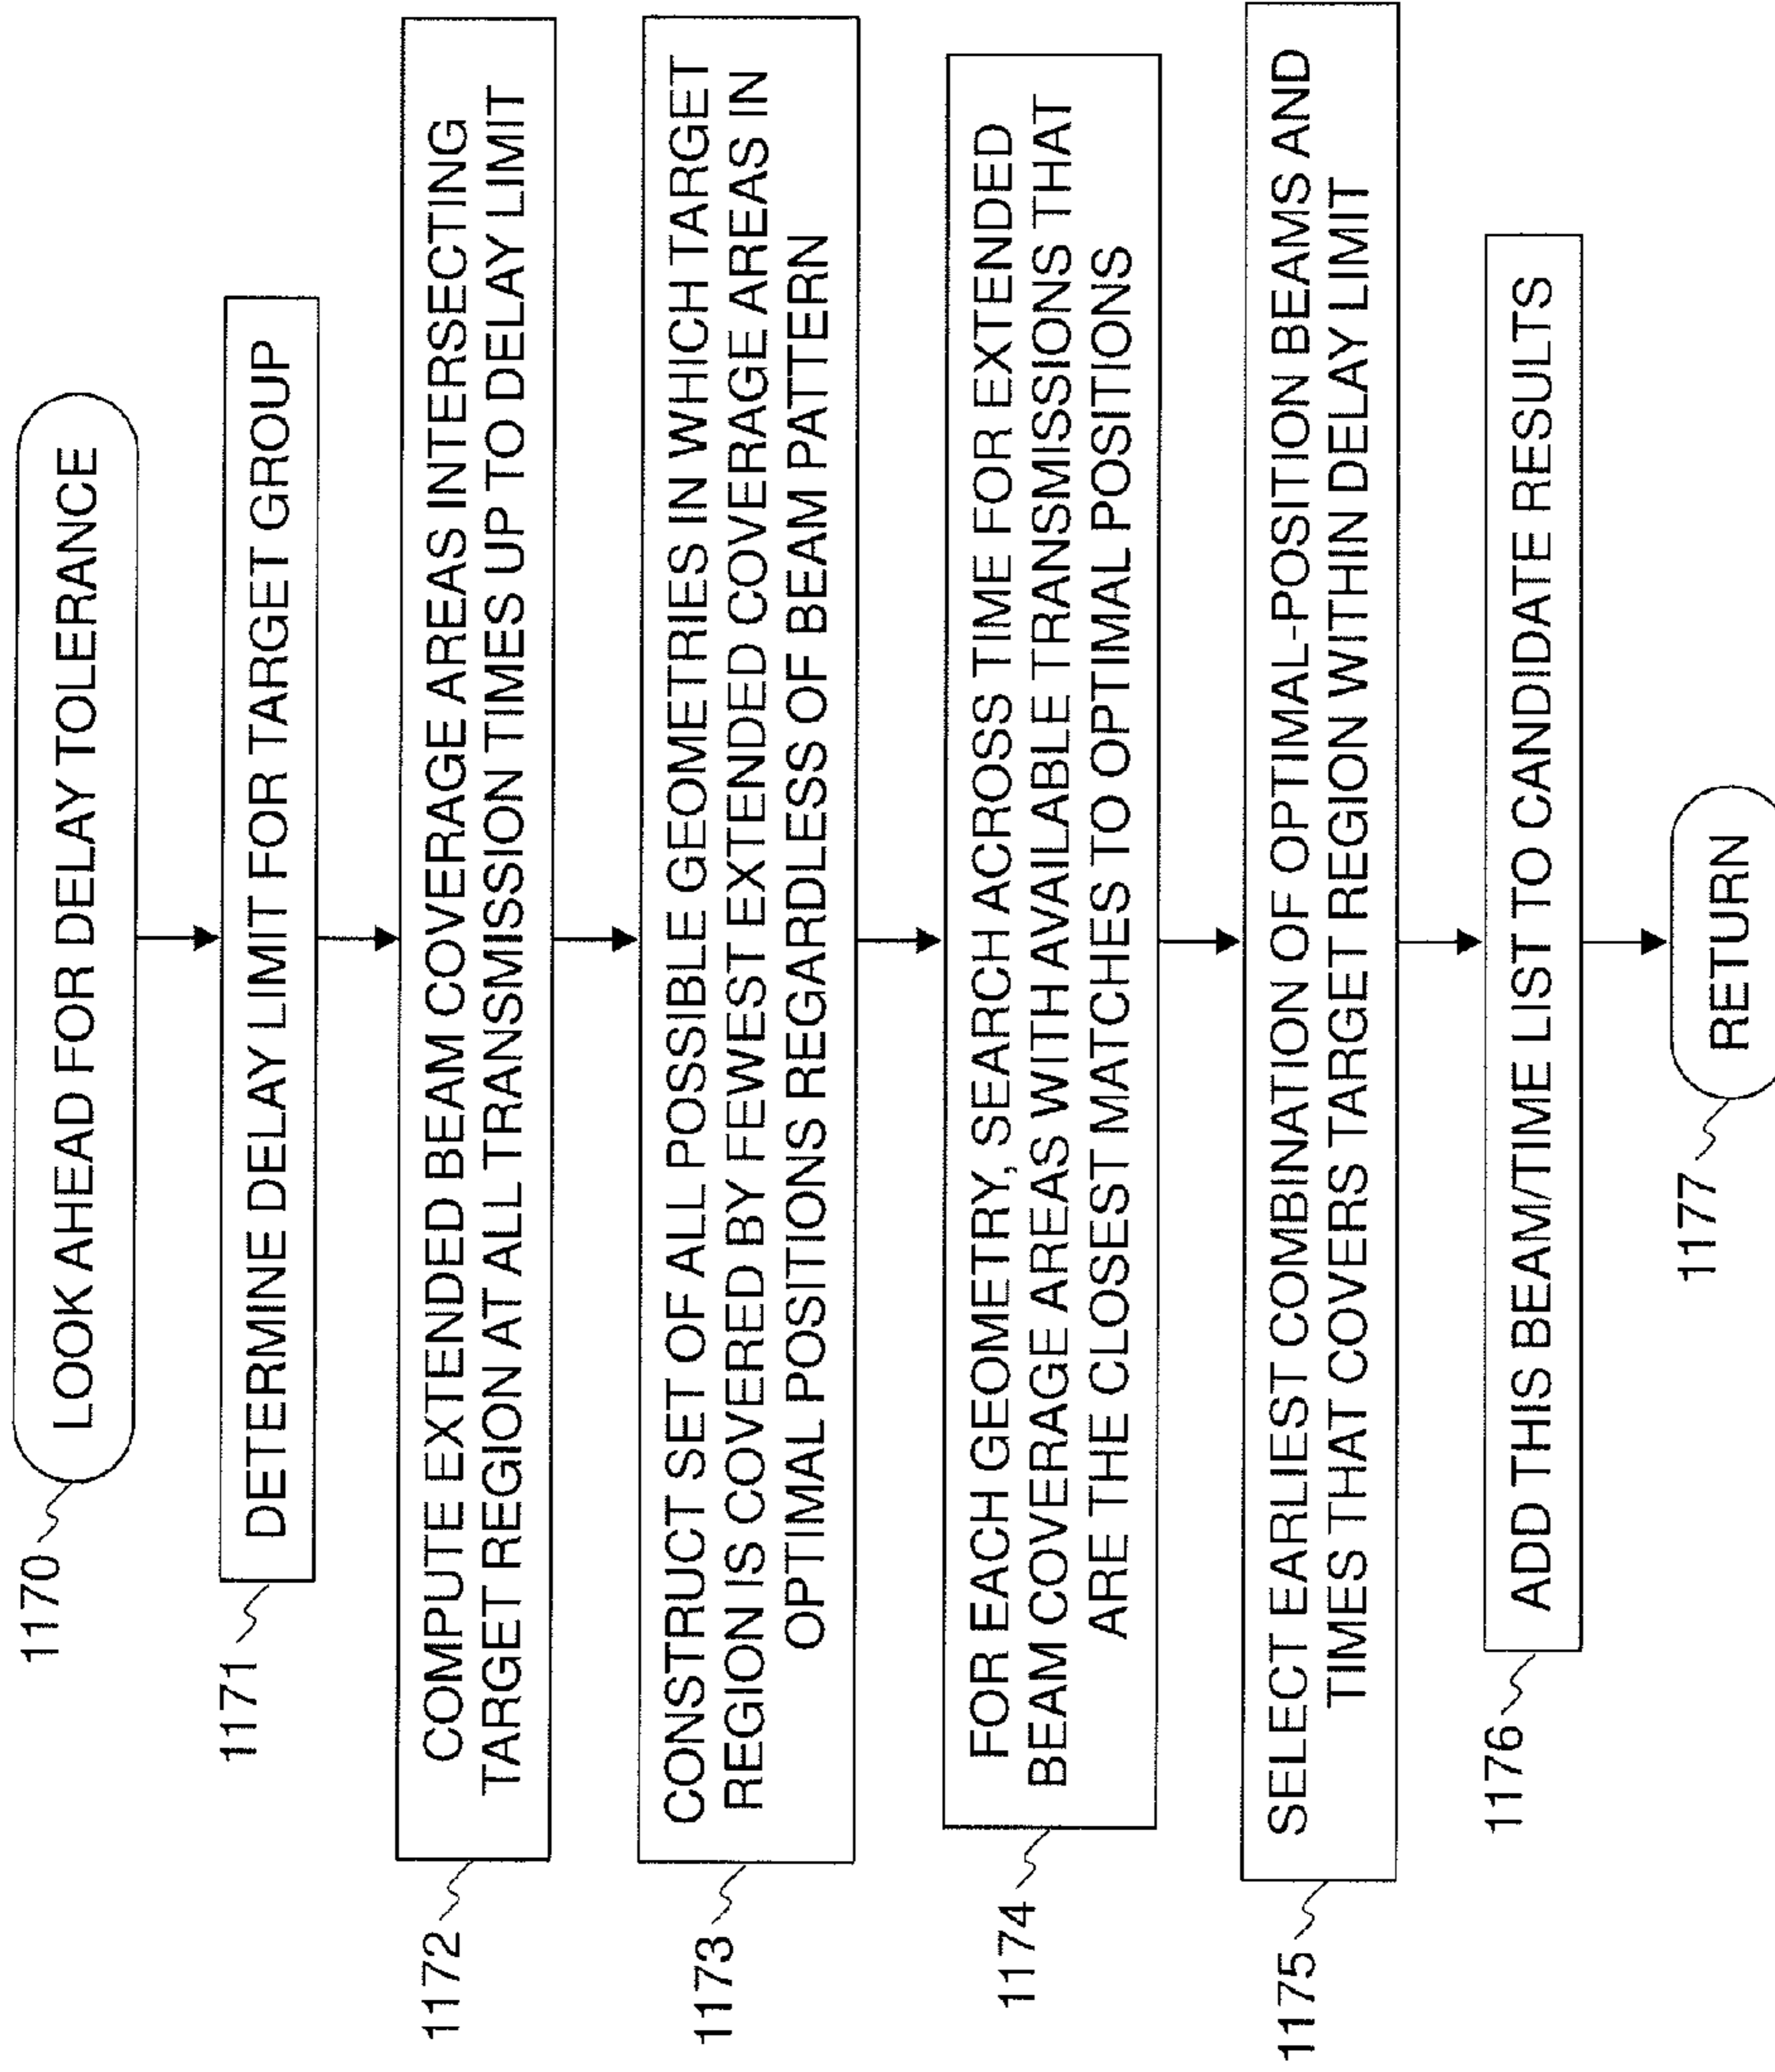 1170
LOOK AHEAD FOR DELAY TOLERANCE
1171
DETERMINE DELAY LIMIT FOR TARGET GROUP
1172
COMPUTE EXTENDED BEAM COVERAGE AREAS INTERSECTING
TARGET REGION AT ALL TRANSMISSION TIMES UP TO DELAY LIMIT
1173
CONSTRUCT SET OF ALL POSSIBLE GEOMETRIES IN WHICH TARGET
REGION IS COVERED BY FEWEST EXTENDED COVERAGE AREAS IN
OPTIMAL POSITIONS REGARDLESS OF BEAM PATTERN
1174
FOR EACH GEOMETRY, SEARCH ACROSS TIME FOR EXTENDED
BEAM COVERAGE AREAS WITH AVAILABLE TRANSMISSIONS THAT
ARE THE CLOSEST MATCHES TO OPTIMAL POSITIONS
1175
SELECT EARLIEST COMBINATION OF OPTIMAL-POSITION BEAMS AND
TIMES THAT COVERS TARGET REGION WITHIN DELAY LIMIT
1176
ADD THIS BEAM/TIME LIST TO CANDIDATE RESULTS
1177
RETURN